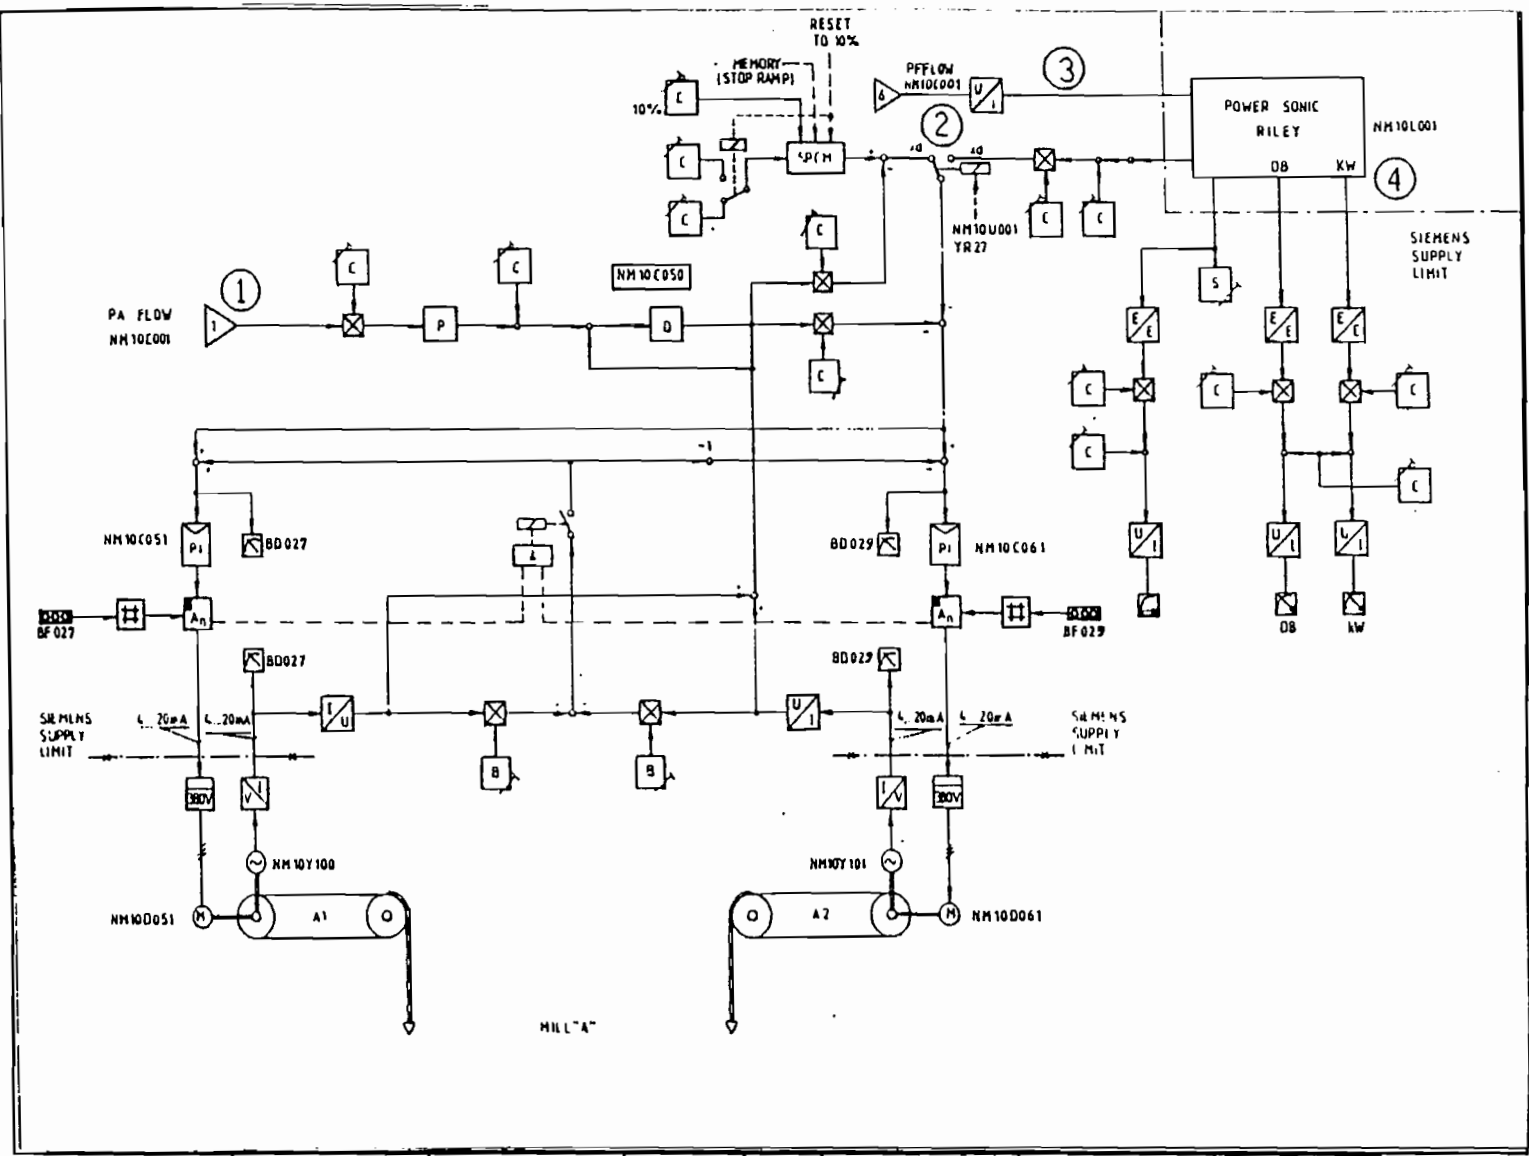 RESET
TO 10%
MEMORY
(STOP RAMP)
10%
C
C
C
PFFLOW
NM10C001
6
U
I
3
2
POWER SONIC
RILEY
DB
KW
NM10L001
4
C
C
NM10U001
YR27
SIEMENS
SUPPLY
LIMIT
1
PA FLOW
NM10C001
1
C
P
C
NM10C050
D
C
C
S
E
E
E
E
E
E
C
C
C
C
C
-1
NM10C051
PI
BD027
BD029
PI
NM10C061
U
I
U
I
U
I
BF027
An
An
BF029
DB
kW
BD027
BD029
SIEMENS
SUPPLY
LIMIT
4...20mA
4...20mA
I
U
B
B
U
I
4...20mA
4...20mA
SIEMENS
SUPPLY
LIMIT
380V
V
I
I
V
380V
NM10Y100
NM10Y101
NM10D051
M
A1
A2
M
NM10D061
MILL "A"